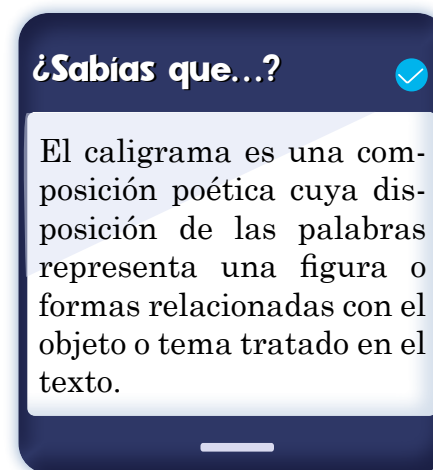 ¿Sabías que...?
El caligrama es una com-
posición poética cuya dis-
posición de las palabras
representa una figura o
formas relacionadas con el
objeto o tema tratado en el
texto.